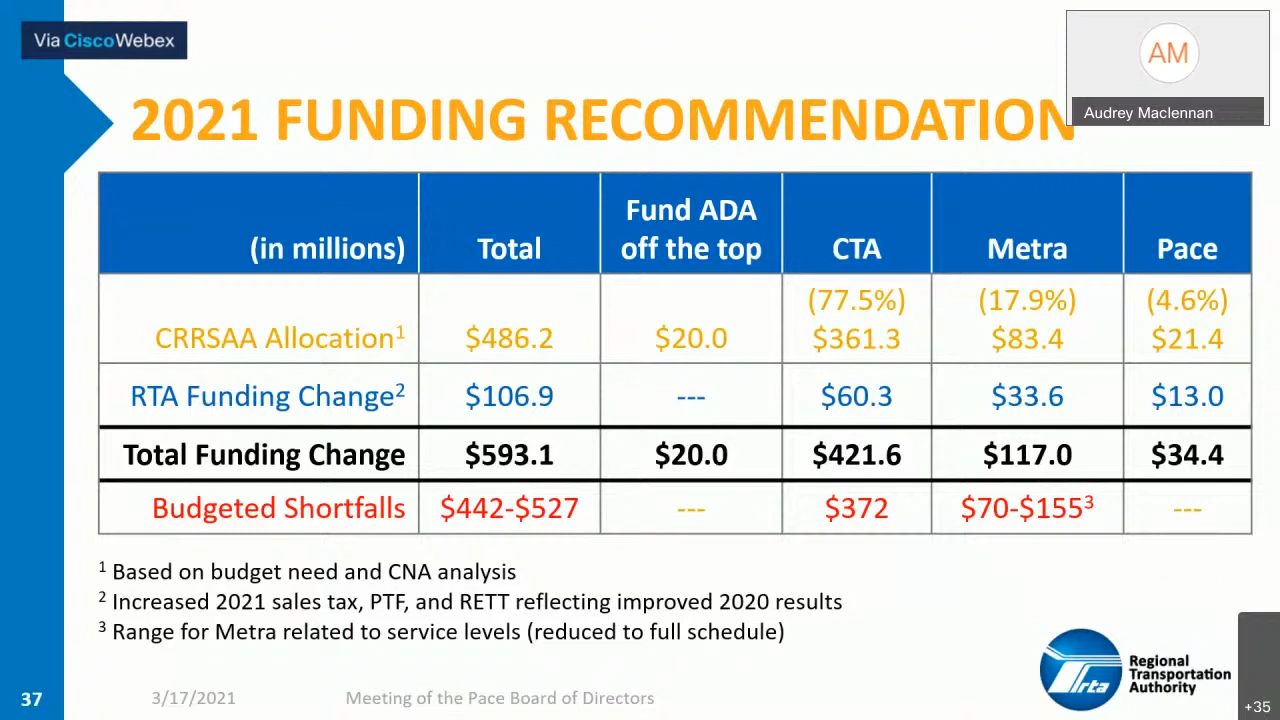 Via CiscoWebex
AM
Audrey Maclennan
2021 FUNDING RECOMMENDATION
(in millions) Total Fund ADA off the top CTA Metra Pace
(77.5%) (17.9%) (4.6%)
CRRSAA Allocation¹ $486.2 $20.0 $361.3 $83.4 $21.4
RTA Funding Change² $106.9 --- $60.3 $33.6 $13.0
Total Funding Change $593.1 $20.0 $421.6 $117.0 $34.4
Budgeted Shortfalls $442-$527 --- $372 $70-$155³ ---
¹ Based on budget need and CNA analysis
² Increased 2021 sales tax, PTF, and RETT reflecting improved 2020 results
³ Range for Metra related to service levels (reduced to full schedule)
rta
Regional
Transportation
Authority
37 3/17/2021 Meeting of the Pace Board of Directors
+35